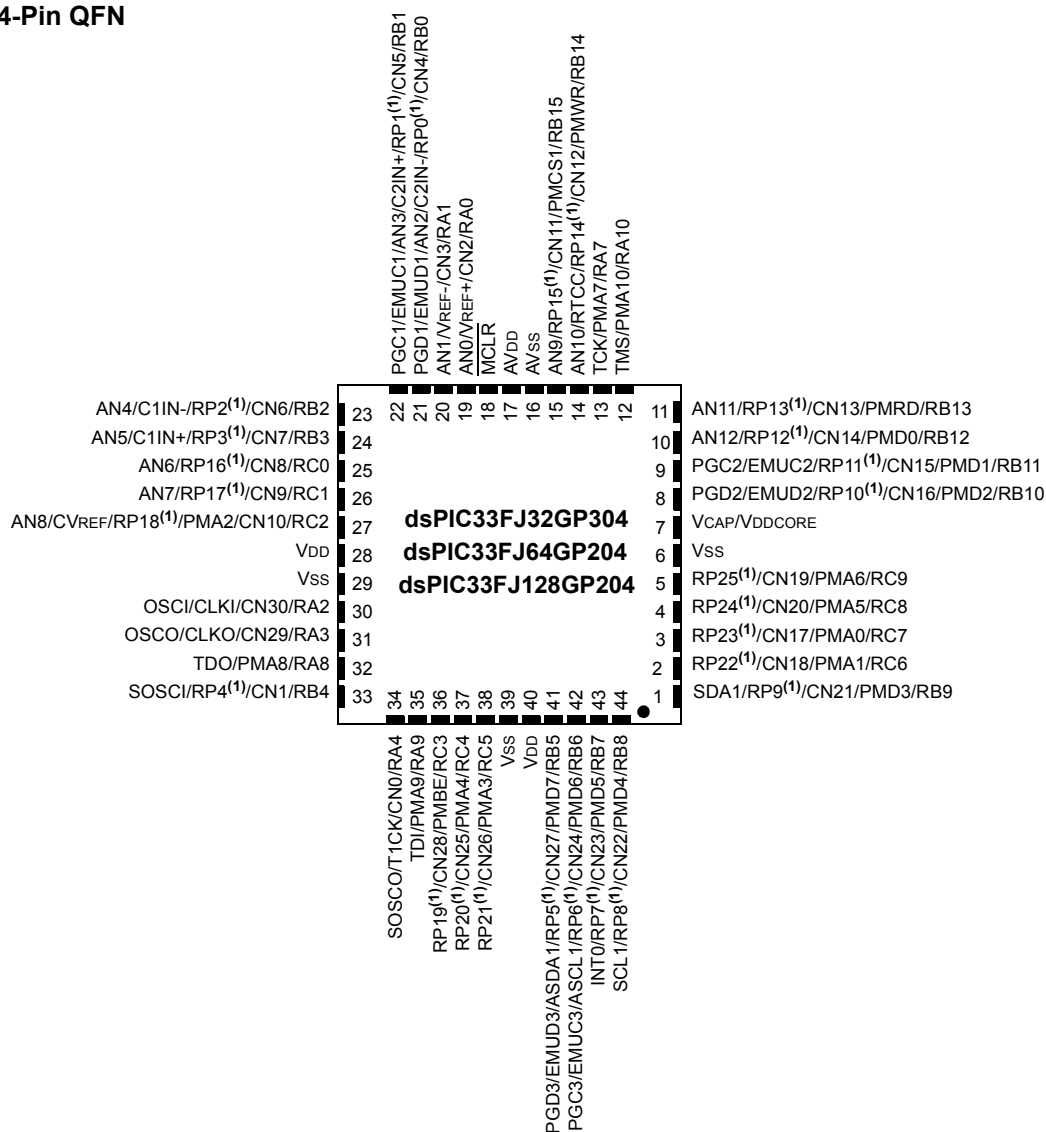 4-Pin QFN
PGC1/EMUC1/AN3/C2IN+/RP1(1)/CN5/RB1
PGD1/EMUD1/AN2/C2IN-/RP0(1)/CN4/RB0
AN1/VREF-/CN3/RA1
AN0/VREF+/CN2/RA0
MCLR
AVDD
AVSS
AN9/RP15(1)/CN11/PMCS1/RB15
AN10/RTCC/RP14(1)/CN12/PMWR/RB14
TCK/PMA7/RA7
TMS/PMA10/RA10
22 21 20 19 18 17 16 15 14 13 12
AN4/C1IN-/RP2(1)/CN6/RB2 23
AN5/C1IN+/RP3(1)/CN7/RB3 24
AN6/RP16(1)/CN8/RC0 25
AN7/RP17(1)/CN9/RC1 26
AN8/CVREF/RP18(1)/PMA2/CN10/RC2 27
VDD 28
VSS 29
OSCI/CLKI/CN30/RA2 30
OSCO/CLKO/CN29/RA3 31
TDO/PMA8/RA8 32
SOSCI/RP4(1)/CN1/RB4 33
dsPIC33FJ32GP304
dsPIC33FJ64GP204
dsPIC33FJ128GP204
11 AN11/RP13(1)/CN13/PMRD/RB13
10 AN12/RP12(1)/CN14/PMD0/RB12
9 PGC2/EMUC2/RP11(1)/CN15/PMD1/RB11
8 PGD2/EMUD2/RP10(1)/CN16/PMD2/RB10
7 VCAP/VDDCORE
6 VSS
5 RP25(1)/CN19/PMA6/RC9
4 RP24(1)/CN20/PMA5/RC8
3 RP23(1)/CN17/PMA0/RC7
2 RP22(1)/CN18/PMA1/RC6
1 SDA1/RP9(1)/CN21/PMD3/RB9
34 35 36 37 38 39 40 41 42 43 44
SOSCO/T1CK/CN0/RA4
TDI/PMA9/RA9
RP19(1)/CN28/PMBE/RC3
RP20(1)/CN25/PMA4/RC4
RP21(1)/CN26/PMA3/RC5
VSS
VDD
PGD3/EMUD3/ASDA1/RP5(1)/CN27/PMD7/RB5
PGC3/EMUC3/ASCL1/RP6(1)/CN24/PMD6/RB6
INT0/RP7(1)/CN23/PMD5/RB7
SCL1/RP8(1)/CN22/PMD4/RB8